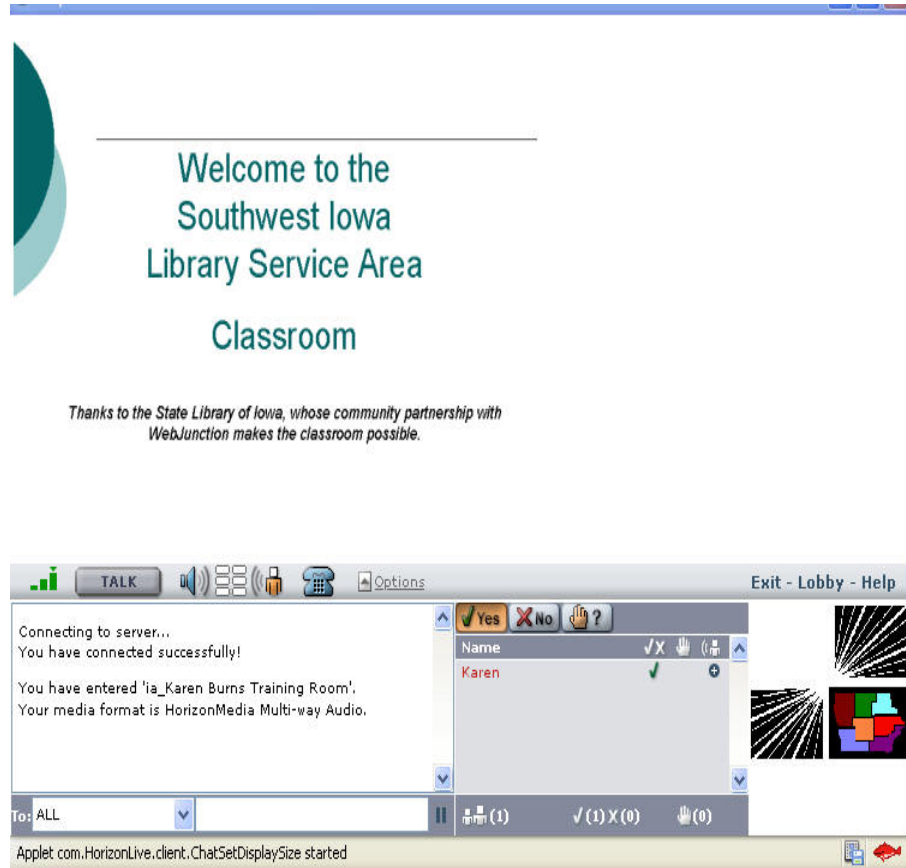 Welcome to the
Southwest Iowa
Library Service Area
Classroom
Thanks to the State Library of Iowa, whose community partnership with
WebJunction makes the classroom possible.
TALK
Options
Exit - Lobby - Help
Connecting to server...
You have connected successfully!
You have entered 'ia_Karen Burns Training Room'.
Your media format is HorizonMedia Multi-way Audio.
Yes X No ?
Name √X
Karen
To: ALL
(1) √(1) X (0) (0)
Applet com.HorizonLive.client.ChatSetDisplaySize started